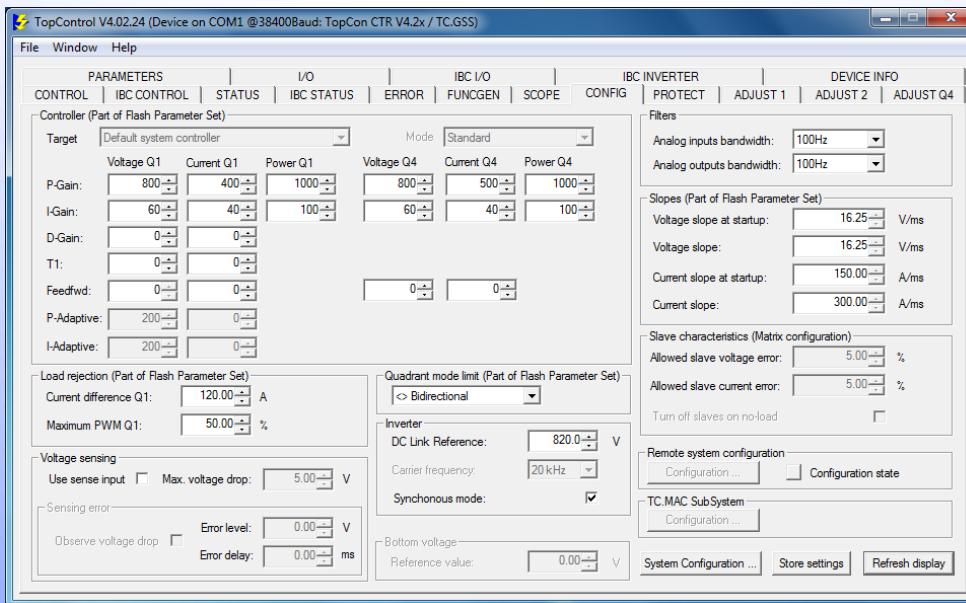 TopControl V4.02.24 (Device on COM1 @38400Baud: TopCon CTR V4.2x / TC.GSS)
File Window Help
PARAMETERS I/O IBC I/O IBC INVERTER DEVICE INFO
CONTROL IBC CONTROL STATUS IBC STATUS ERROR FUNCGEN SCOPE CONFIG PROTECT ADJUST 1 ADJUST 2 ADJUST Q4
Controller (Part of Flash Parameter Set)
Target Default system controller Mode Standard
Voltage Q1 Current Q1 Power Q1 Voltage Q4 Current Q4 Power Q4
P-Gain: 800 400 1000 800 500 1000
I-Gain: 60 40 100 60 40 100
D-Gain: 0 0
T1: 0 0
Feedfwd: 0 0 0 0
P-Adaptive: 200 0
I-Adaptive: 200 0
Filters
Analog inputs bandwidth: 100Hz
Analog outputs bandwidth: 100Hz
Slopes (Part of Flash Parameter Set)
Voltage slope at startup: 16.25 V/ms
Voltage slope: 16.25 V/ms
Current slope at startup: 150.00 A/ms
Current slope: 300.00 A/ms
Slave characteristics (Matrix configuration)
Allowed slave voltage error: 5.00 %
Allowed slave current error: 5.00 %
Turn off slaves on no-load
Load rejection (Part of Flash Parameter Set)
Current difference Q1: 120.00 A
Maximum PWM Q1: 50.00 %
Quadrant mode limit (Part of Flash Parameter Set)
<> Bidirectional
Inverter
DC Link Reference: 820.0 V
Carrier frequency: 20 kHz
Synchonous mode:
Voltage sensing
Use sense input Max. voltage drop: 5.00 V
Sensing error
Observe voltage drop
Error level: 0.00 V
Error delay: 0.00 ms
Bottom voltage
Reference value: 0.00 V
Remote system configuration
Configuration ... Configuration state
TC.MAC SubSystem
Configuration ...
System Configuration ... Store settings Refresh display